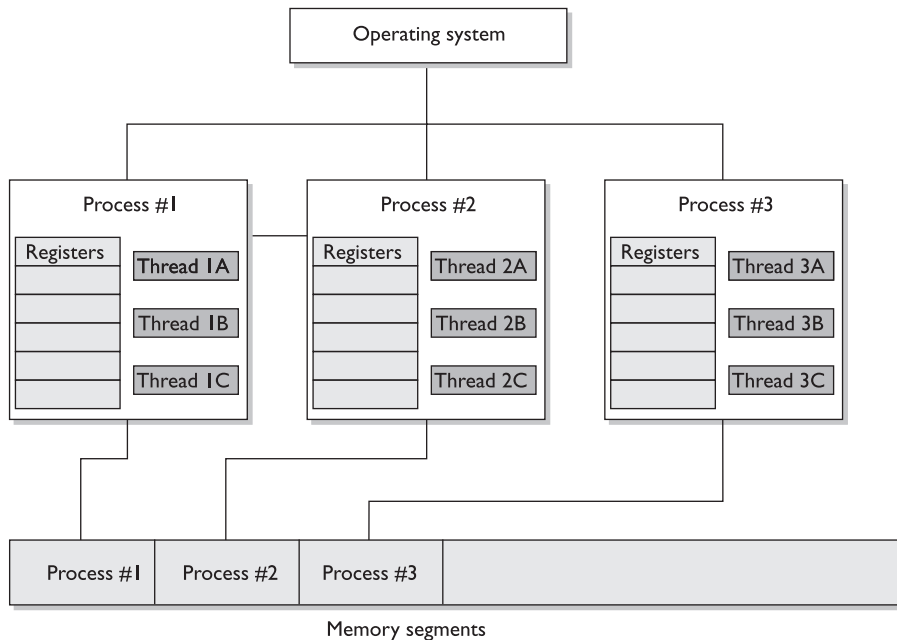 Operating system
Process #1
Process #2
Process #3
Registers
Thread 1A
Thread 1B
Thread 1C
Registers
Thread 2A
Thread 2B
Thread 2C
Registers
Thread 3A
Thread 3B
Thread 3C
Process #1
Process #2
Process #3
Memory segments